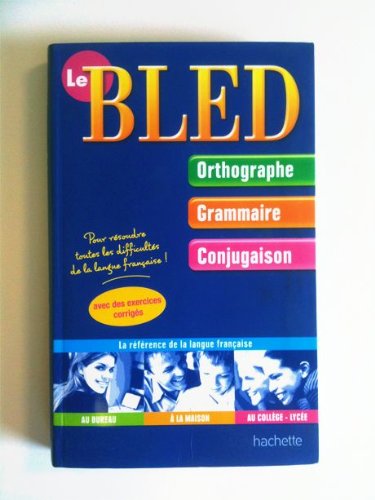 Le
BLED
Orthographe
Grammaire
Conjugaison
Pour résoudre
toutes les difficultés
de la langue française !
avec des exercices
corrigés
La référence de la langue française
AU BUREAU
À LA MAISON
AU COLLÈGE - LYCÉE
hachette